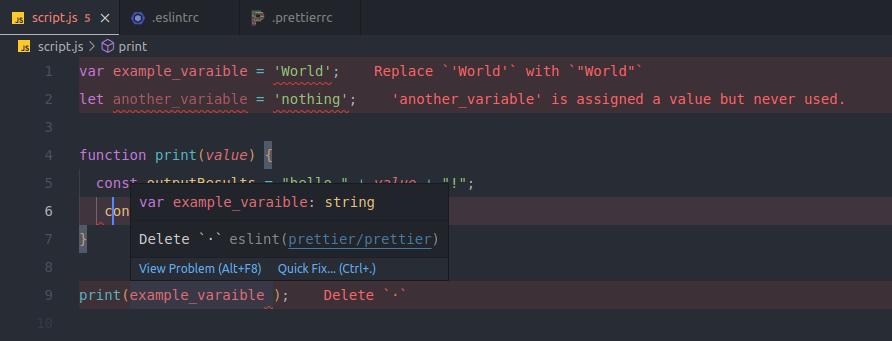 JS script.js 5 × .eslintrc .prettierrc
JS script.js > print
1 var example_varaible = 'World'; Replace `'World'` with `"World"`
2 let another_variable = 'nothing'; 'another_variable' is assigned a value but never used.
3
4 function print(value) {
5 const outputResults = "hello " + value + "!";
6 con
var example_varaible: string
Delete `·` eslint(prettier/prettier)
7 }
View Problem (Alt+F8) Quick Fix... (Ctrl+.)
8
9 print(example_varaible ); Delete `·`
10